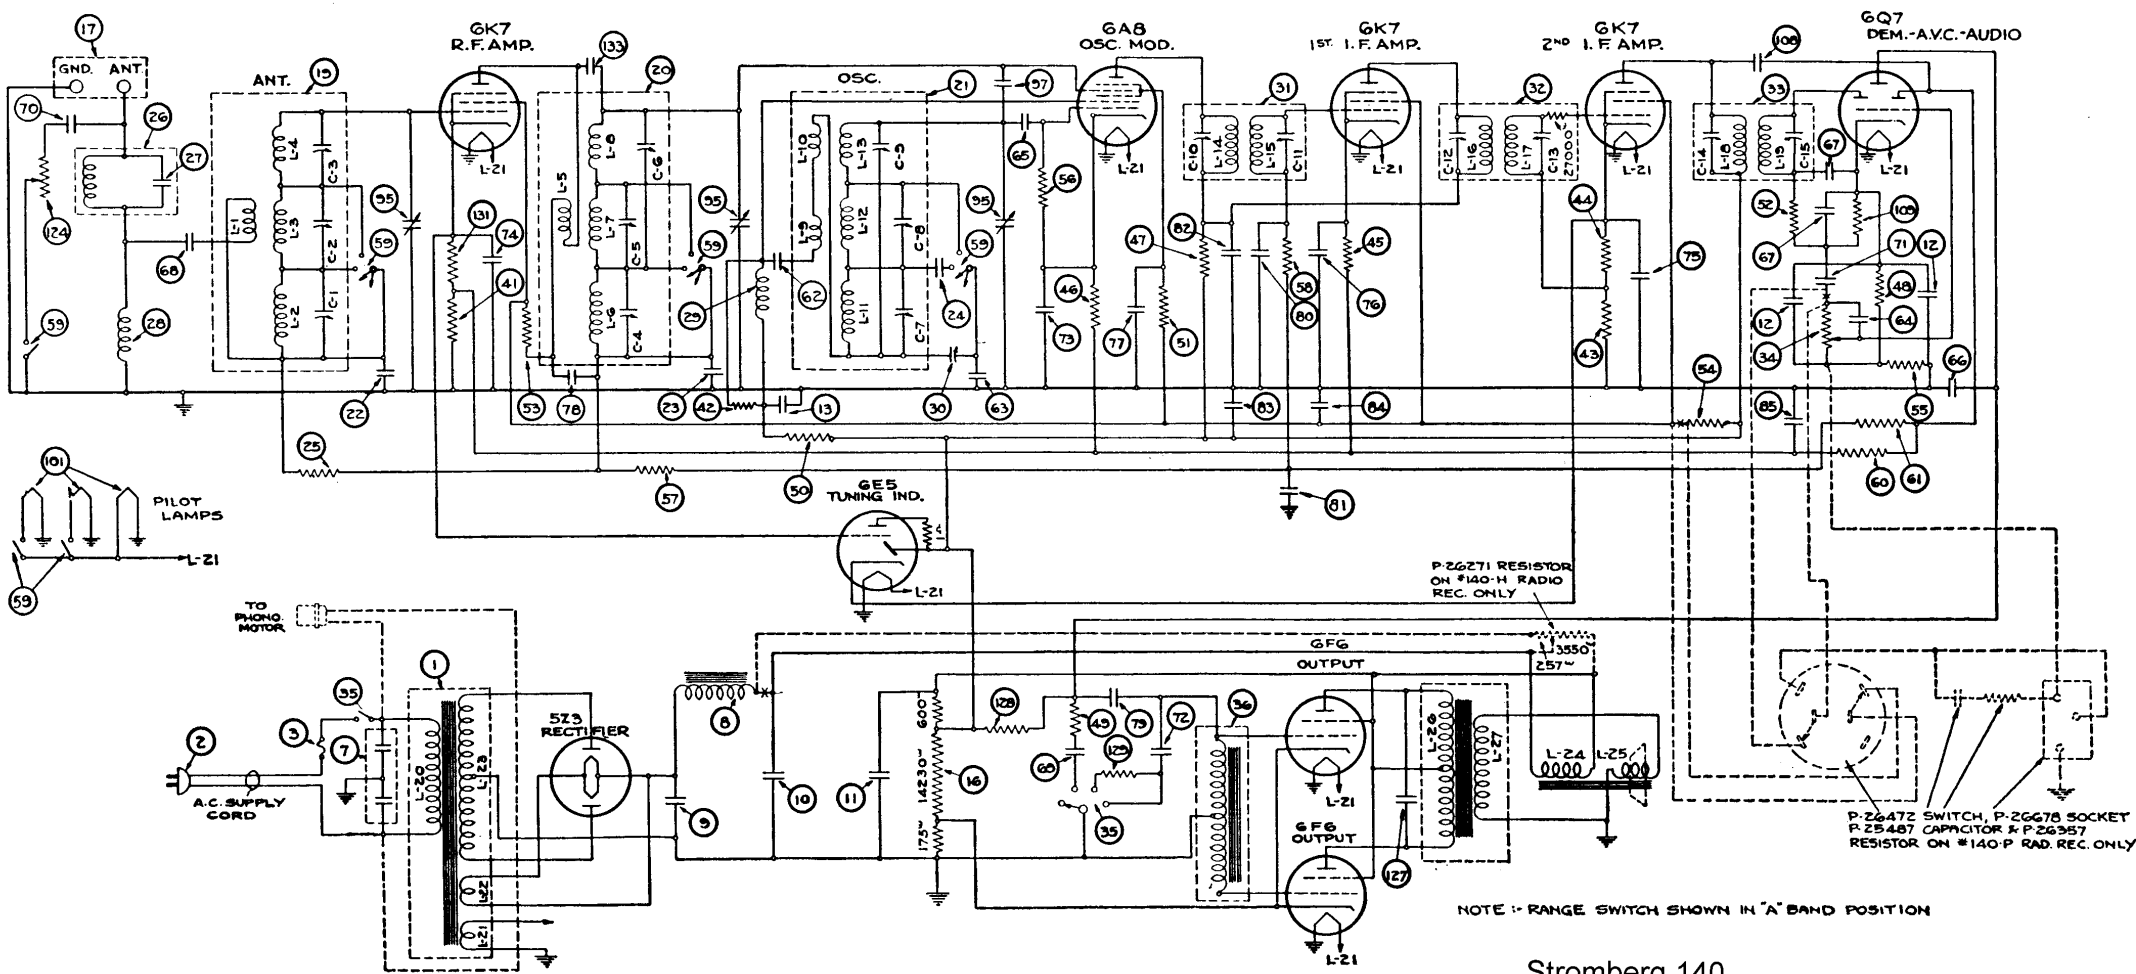 17
GND. ANT.
70
26
27
124
68
59
28
ANT.
19
L-4
C-3
L-1
L-3
C-2
L-2
C-1
59
95
22
6K7
R.F. AMP.
L-21
131
74
41
53
133
20
L-8
C-6
L-5
L-7
C-5
L-6
C-4
78
59
95
23
42
13
OSC.
21
L-10
L-13
C-9
L-9
L-12
C-8
L-11
C-7
29
62
24
30
63
97
95
59
65
6A8
OSC. MOD.
L-21
56
73
46
77
51
47
31
C-10
L-14
L-15
C-11
82
58
80
83
6K7
1ST. I.F. AMP.
L-21
45
76
84
32
C-12
L-16
L-17
C-13
27000~
6K7
2ND I.F. AMP.
L-21
44
43
75
54
108
33
C-14
L-18
L-19
C-15
6Q7
DEM.-A.V.C.-AUDIO
L-21
67
52
109
67
71
12
48
12
64
34
66
55
85
61
60
25
57
50
81
101
PILOT
LAMPS
L-21
59
6E5
TUNING IND.
L-21
P-26271 RESISTOR
ON #140-H RADIO
REC. ONLY
3550~
257~
TO
PHONO.
MOTOR
1
35
3
7
2
A.C. SUPPLY
CORD
L-20
L-23
L-22
L-21
5Z3
RECTIFIER
8
9
10
11
600~
14230~
175~
16
128
49
79
72
69
129
35
36
6F6
OUTPUT
L-21
6F6
OUTPUT
L-21
127
L-26
L-27
L-24
L-25
P-26472 SWITCH, P-26678 SOCKET
P-25487 CAPACITOR & P-26357
RESISTOR ON #140-P RAD. REC. ONLY
NOTE:- RANGE SWITCH SHOWN IN "A" BAND POSITION
Stromberg 140